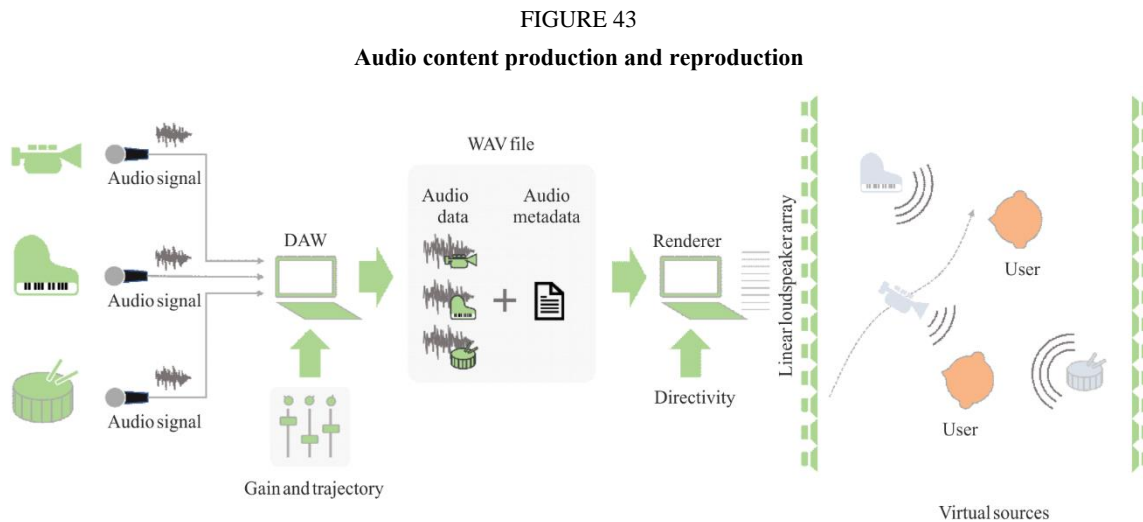 FIGURE 43
Audio content production and reproduction
Audio signal
Audio signal
Audio signal
DAW
Gain and trajectory
WAV file
Audio
data
Audio
metadata
Renderer
Directivity
Linear loudspeaker array
User
User
Virtual sources